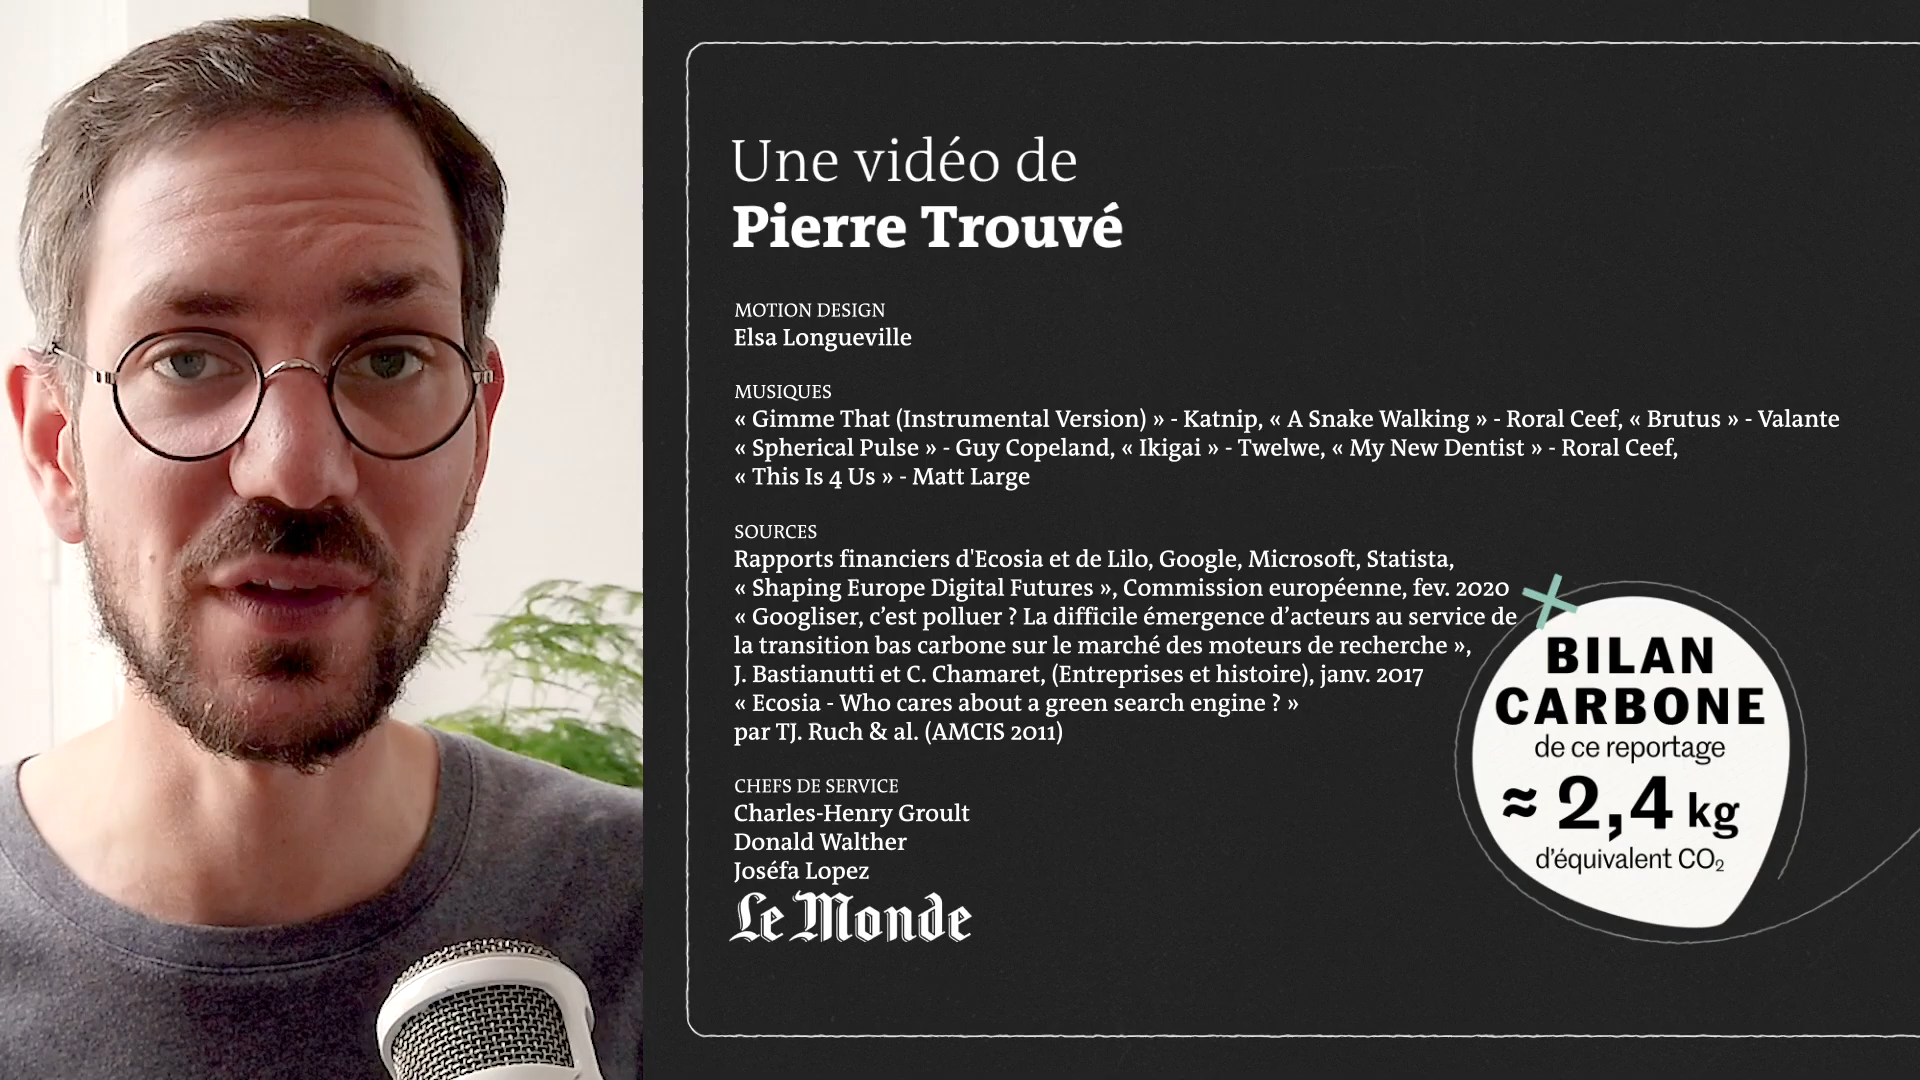 Une vidéo de
Pierre Trouvé
MOTION DESIGN
Elsa Longueville
MUSIQUES
« Gimme That (Instrumental Version) » - Katnip, « A Snake Walking » - Roral Ceef, « Brutus » - Valante
« Spherical Pulse » - Guy Copeland, « Ikigai » - Twelwe, « My New Dentist » - Roral Ceef,
« This Is 4 Us » - Matt Large
SOURCES
Rapports financiers d'Ecosia et de Lilo, Google, Microsoft, Statista,
« Shaping Europe Digital Futures », Commission européenne, fev. 2020
« Googliser, c’est polluer ? La difficile émergence d’acteurs au service de
la transition bas carbone sur le marché des moteurs de recherche »,
J. Bastianutti et C. Chamaret, (Entreprises et histoire), janv. 2017
« Ecosia - Who cares about a green search engine ? »
par TJ. Ruch & al. (AMCIS 2011)
CHEFS DE SERVICE
Charles-Henry Groult
Donald Walther
Joséfa Lopez
Le Monde
BILAN
CARBONE
de ce reportage
≈ 2,4 kg
d’équivalent CO₂